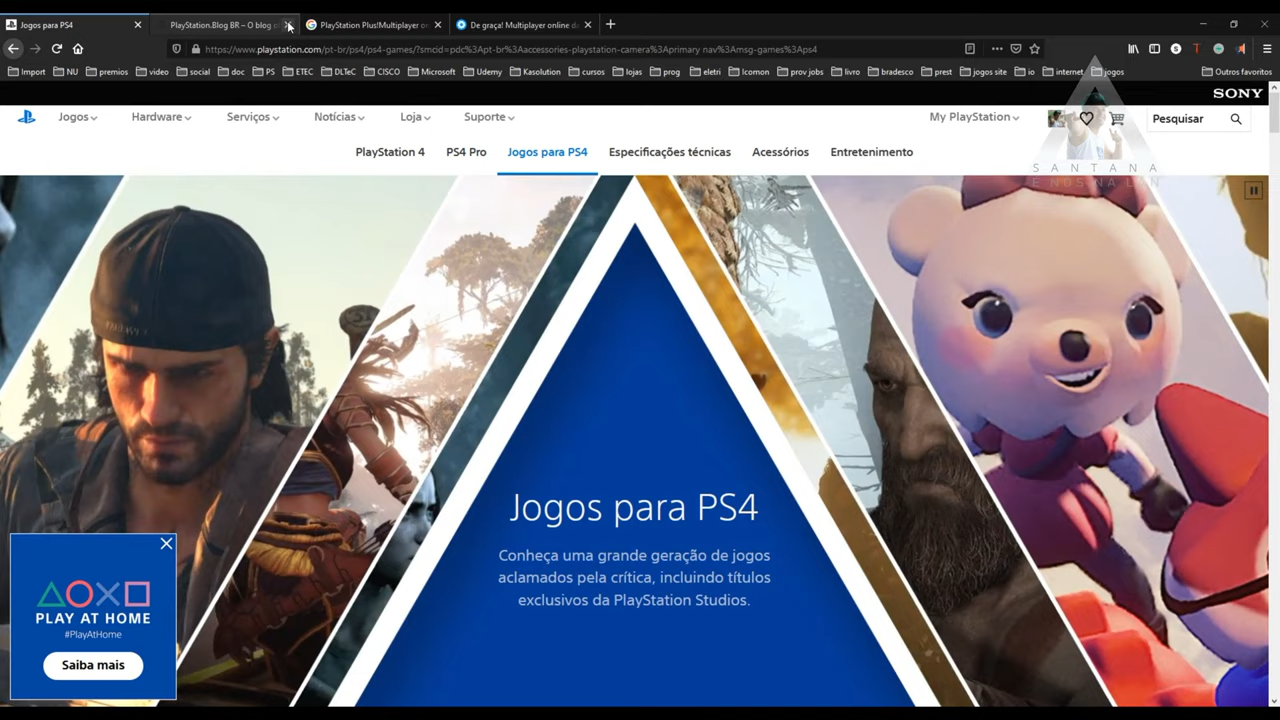 Jogos para PS4
PlayStation.Blog BR – O blog of
PlayStation Plus!Multiplayer on
De graça! Multiplayer online da
https://www.playstation.com/pt-br/ps4/ps4-games/?smcid=pdc%3Apt-br%3Aaccessories-playstation-camera%3Aprimary nav%3Amsg-games%3Aps4
Import NU premios video social doc PS ETEC DLTeC CISCO Microsoft Udemy Kasolution cursos lojas prog eletri Icomon prov jobs livro bradesco prest jogos site io internet jogos Outros favoritos
SONY
Jogos Hardware Serviços Notícias Loja Suporte My PlayStation Pesquisar
PlayStation 4 PS4 Pro Jogos para PS4 Especificações técnicas Acessórios Entretenimento
SANTANA
Jogos para PS4
Conheça uma grande geração de jogos
aclamados pela crítica, incluindo títulos
exclusivos da PlayStation Studios.
PLAY AT HOME
#PlayAtHome
Saiba mais